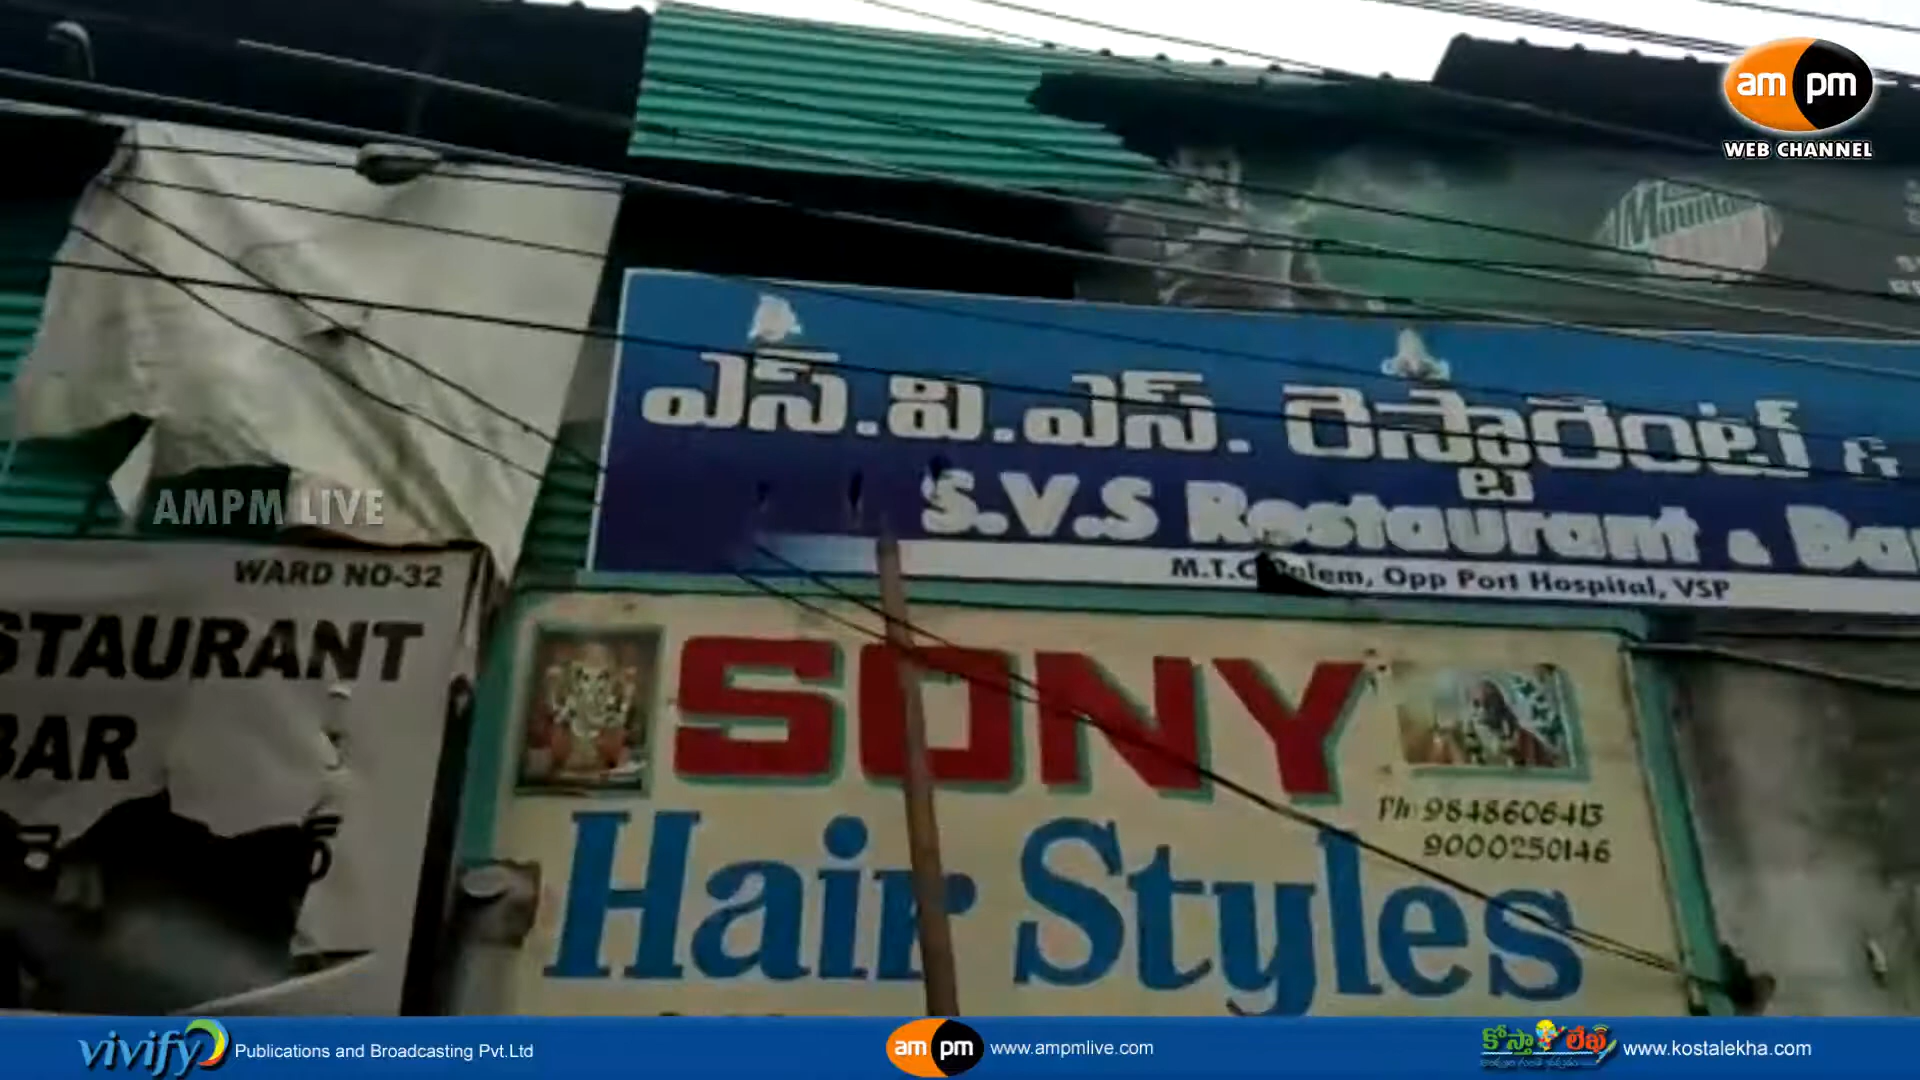 am pm
WEB CHANNEL
Mountain
ఎస్.వి.ఎస్. రెస్టారెంట్ &
S.V.S Restaurant & Bar
M.T.C Palem, Opp Port Hospital, VSP
AMPM LIVE
WARD NO-32
STAURANT
BAR
SONY
Hair Styles
Ph: 9848606413
9000250146
vivify Publications and Broadcasting Pvt.Ltd
am pm www.ampmlive.com
కోస్తా లేఖ www.kostalekha.com